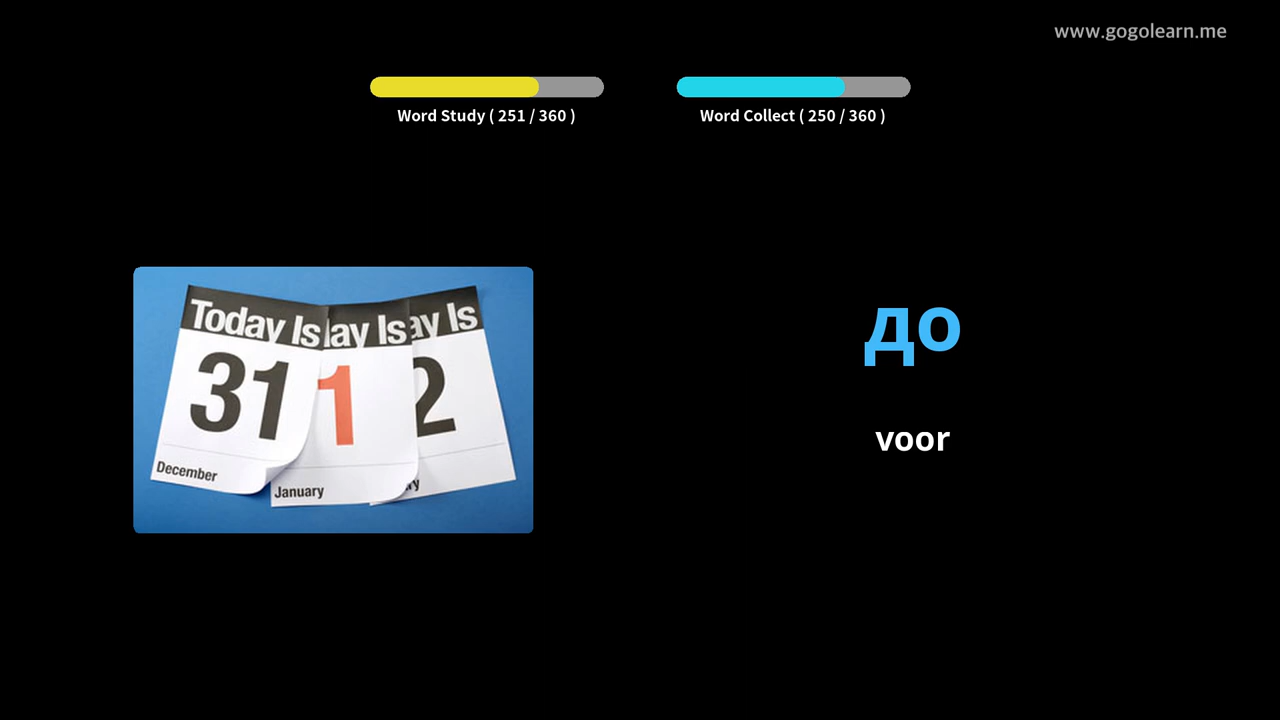 www.gogolearn.me
Word Study ( 251 / 360 )
Word Collect ( 250 / 360 )
Today Is
ay Is
ay Is
31
1
2
December
January
ry
до
voor